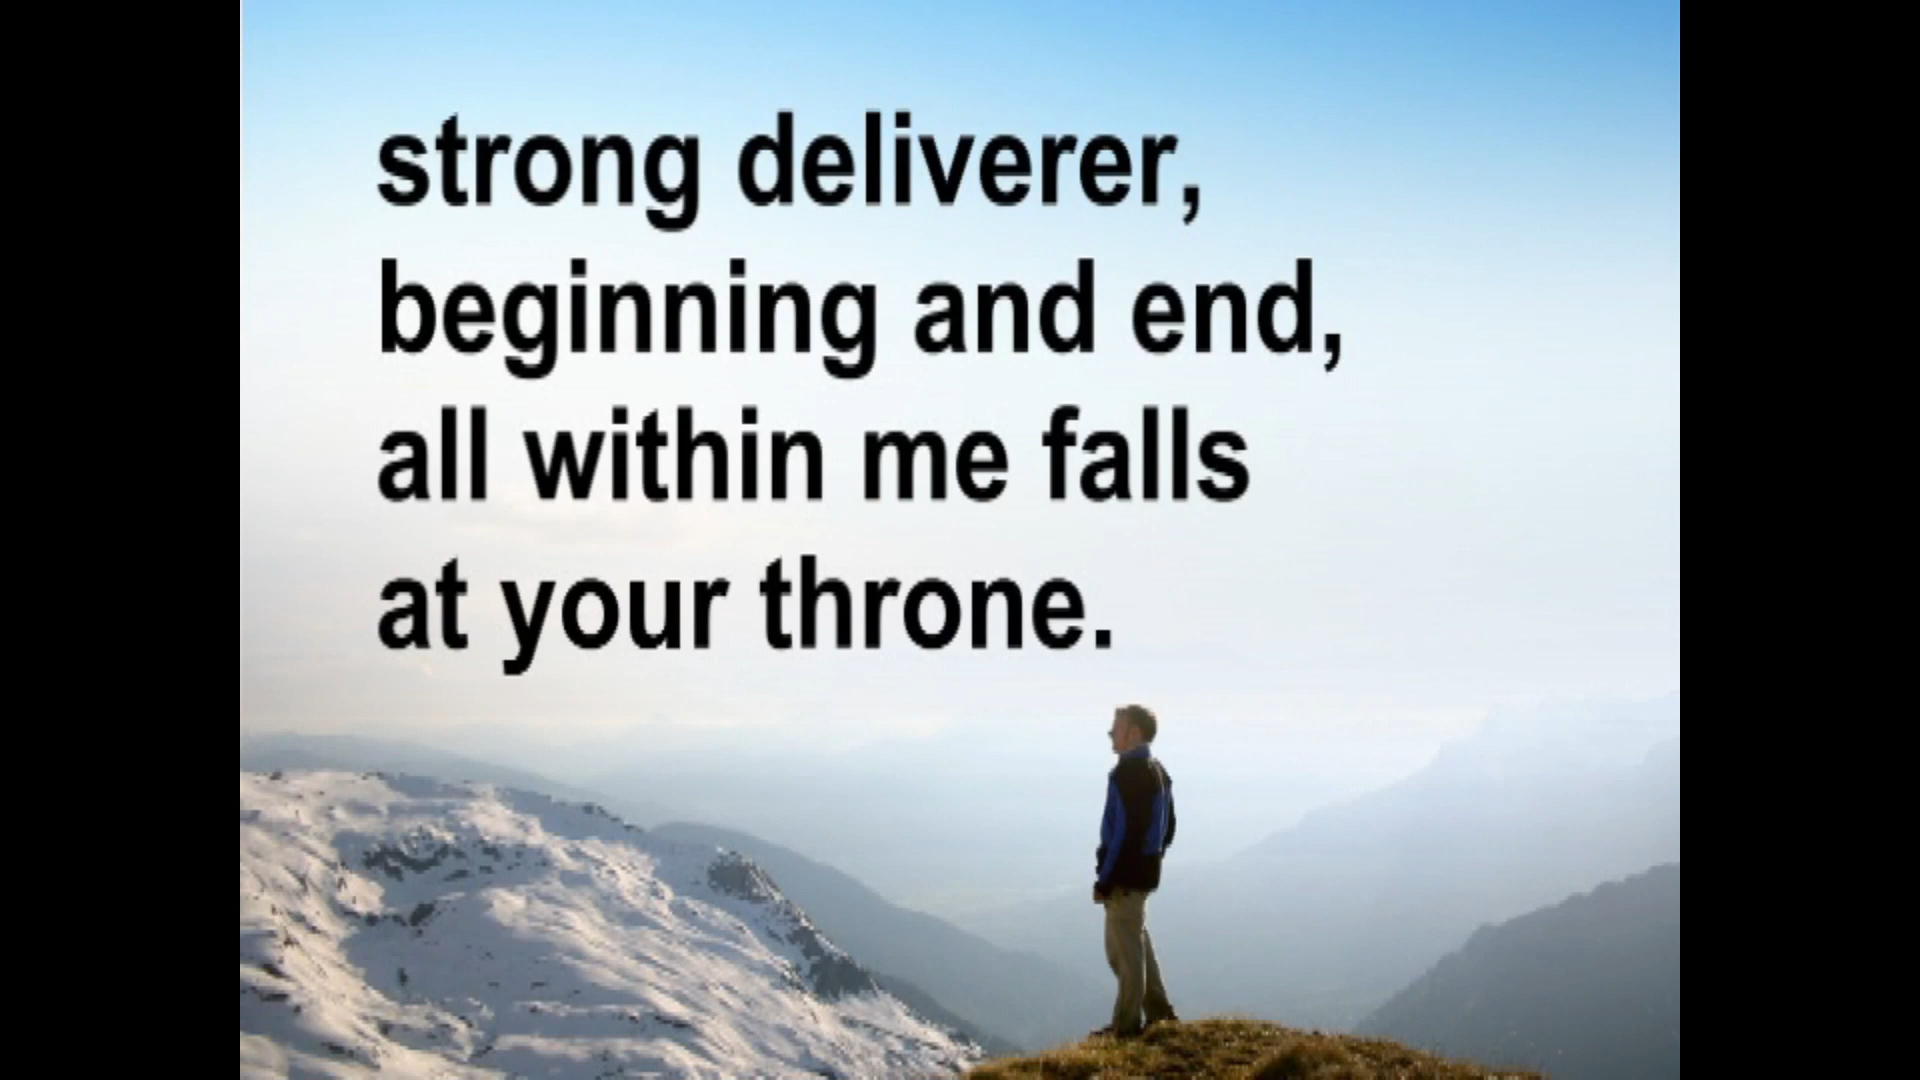 strong deliverer,
beginning and end,
all within me falls
at your throne.